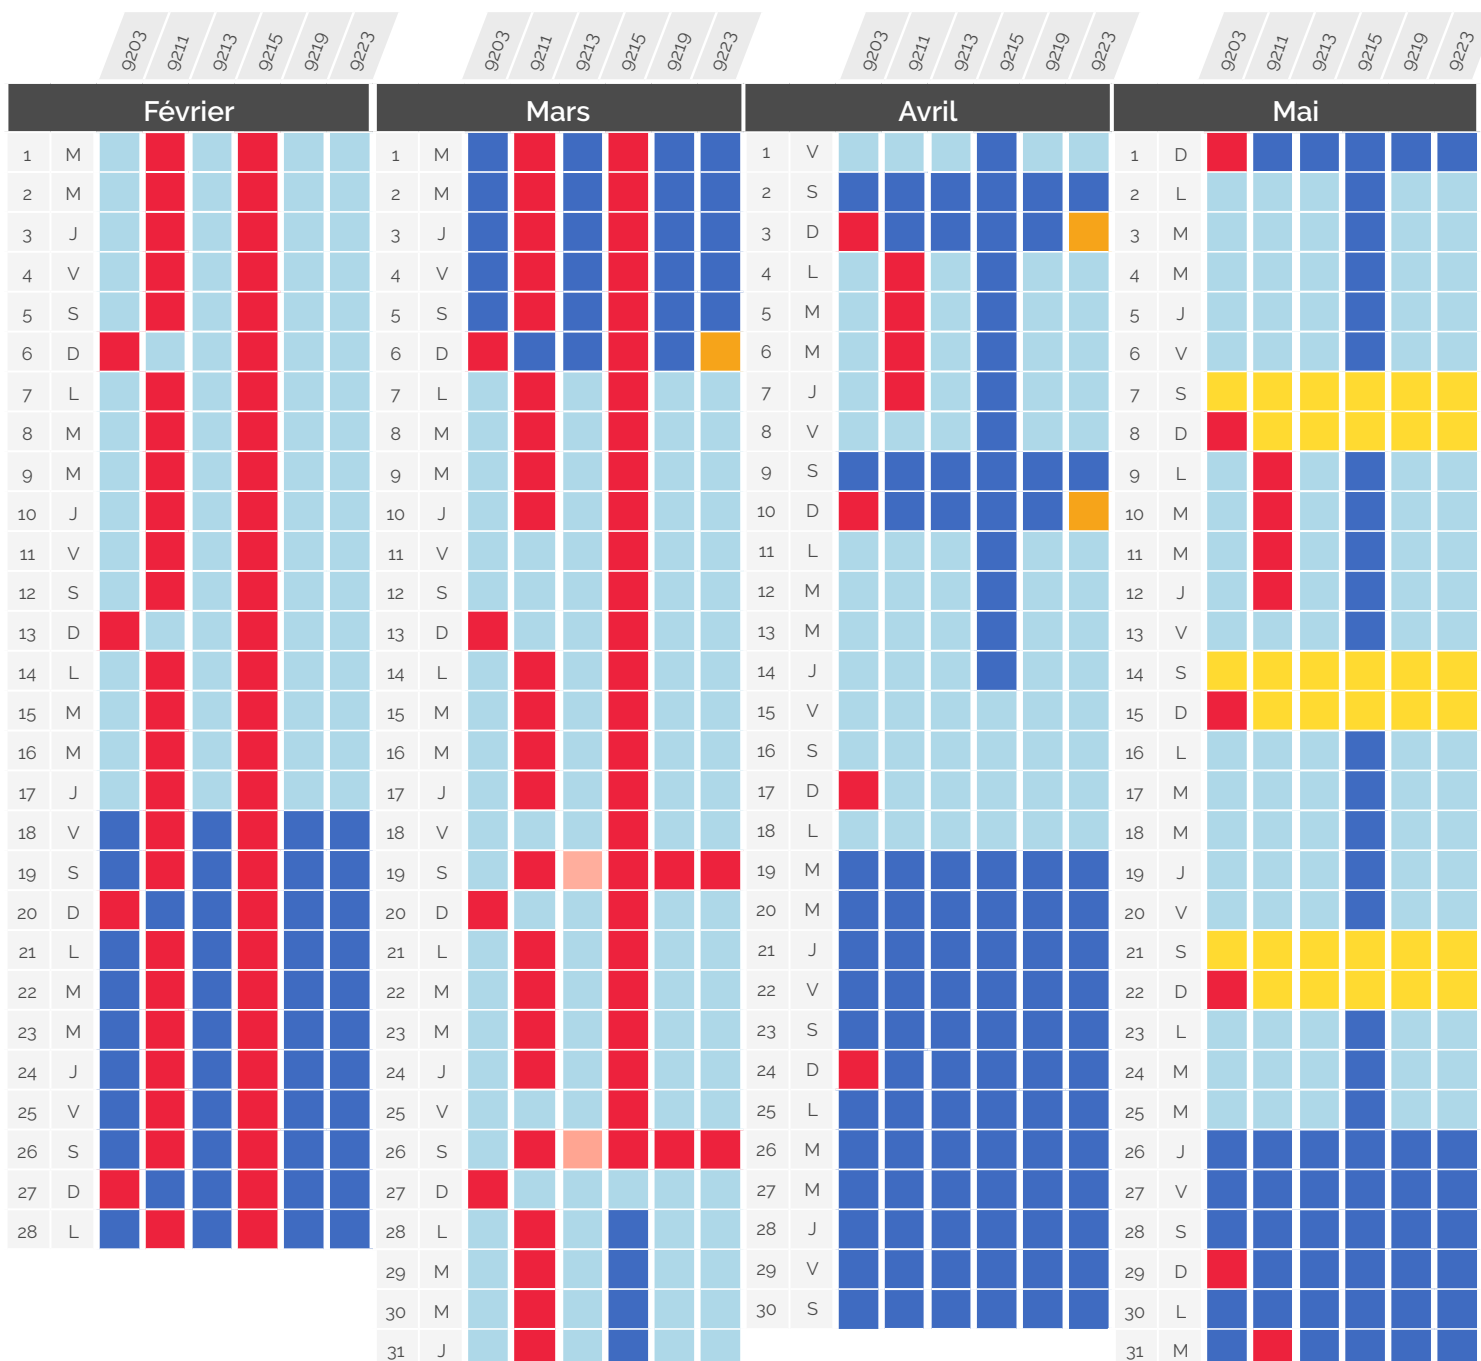 9203 9211 9213 9215 9219 9223 9203 9211 9213 9215 9219 9223 9203 9211 9213 9215 9219 9223 9203 9211 9213 9215 9219 9223
Février Mars Avril Mai
1 M 1 M 1 V 1 D
2 M 2 M 2 S 2 L
3 J 3 J 3 D 3 M
4 V 4 V 4 L 4 M
5 S 5 S 5 M 5 J
6 D 6 D 6 M 6 V
7 L 7 L 7 J 7 S
8 M 8 M 8 V 8 D
9 M 9 M 9 S 9 L
10 J 10 J 10 D 10 M
11 V 11 V 11 L 11 M
12 S 12 S 12 M 12 J
13 D 13 D 13 M 13 V
14 L 14 L 14 J 14 S
15 M 15 M 15 V 15 D
16 M 16 M 16 S 16 L
17 J 17 J 17 D 17 M
18 V 18 V 18 L 18 M
19 S 19 S 19 M 19 J
20 D 20 D 20 M 20 V
21 L 21 L 21 J 21 S
22 M 22 M 22 V 22 D
23 M 23 M 23 S 23 L
24 J 24 J 24 D 24 M
25 V 25 V 25 L 25 M
26 S 26 S 26 M 26 J
27 D 27 D 27 M 27 V
28 L 28 L 28 J 28 S
29 M 29 V 29 D
30 M 30 S 30 L
31 J 31 M